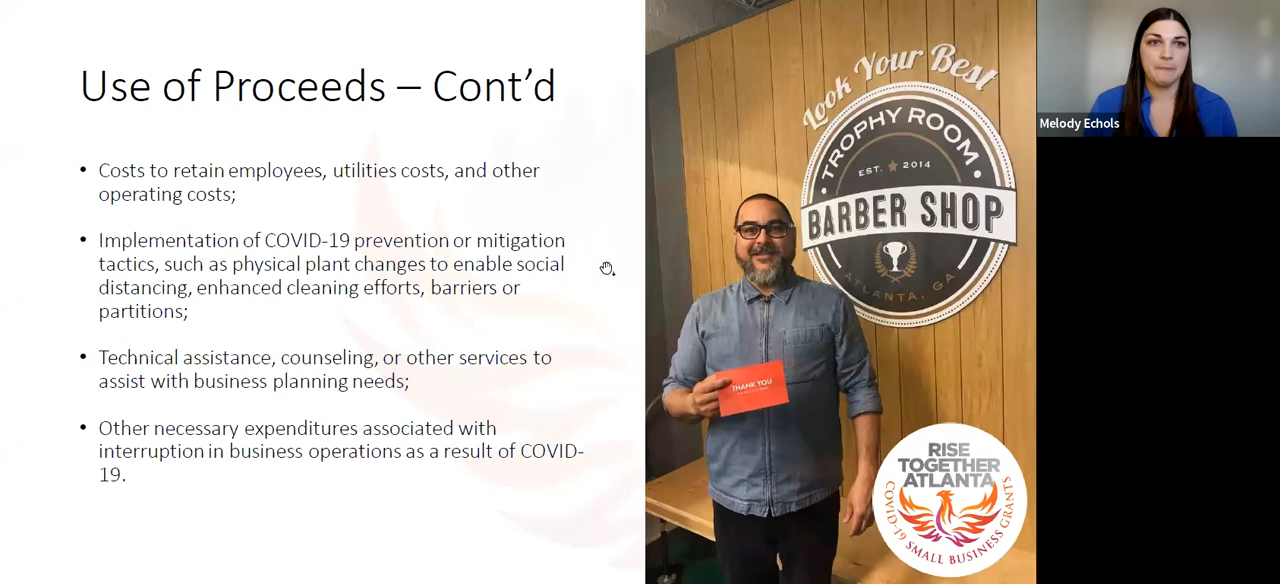 Use of Proceeds – Cont’d
• Costs to retain employees, utilities costs, and other
operating costs;
• Implementation of COVID-19 prevention or mitigation
tactics, such as physical plant changes to enable social
distancing, enhanced cleaning efforts, barriers or
partitions;
• Technical assistance, counseling, or other services to
assist with business planning needs;
• Other necessary expenditures associated with
interruption in business operations as a result of COVID-
19.
Look Your Best
TROPHY ROOM
EST. 2014
BARBER SHOP
ATLANTA, GA
THANK YOU
RISE
TOGETHER
ATLANTA
COVID-19 SMALL BUSINESS GRANTS
Melody Echols